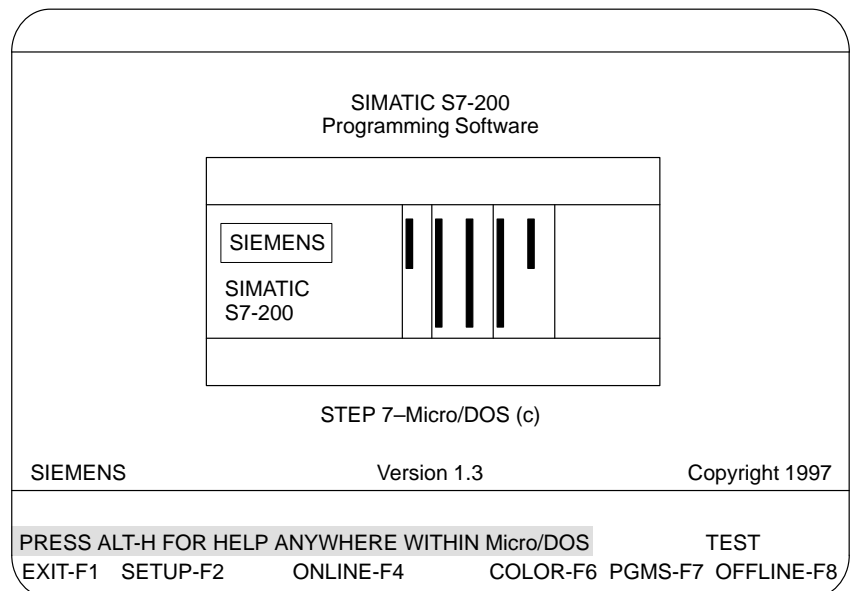 SIMATIC S7-200
Programming Software
SIEMENS
SIMATIC
S7-200
STEP 7–Micro/DOS (c)
SIEMENS Version 1.3 Copyright 1997
PRESS ALT-H FOR HELP ANYWHERE WITHIN Micro/DOS TEST
EXIT-F1 SETUP-F2 ONLINE-F4 COLOR-F6 PGMS-F7 OFFLINE-F8